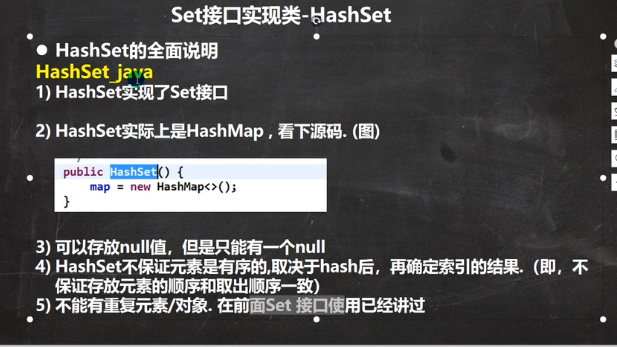 Set接口实现类-HashSet
● HashSet的全面说明
HashSet_.java
1) HashSet实现了Set接口
2) HashSet实际上是HashMap , 看下源码. (图)
public HashSet() {
map = new HashMap<>();
}
3) 可以存放null值，但是只能有一个null
4) HashSet不保证元素是有序的,取决于hash后，再确定索引的结果.（即，不
保证存放元素的顺序和取出顺序一致）
5) 不能有重复元素/对象. 在前面Set 接口使用已经讲过